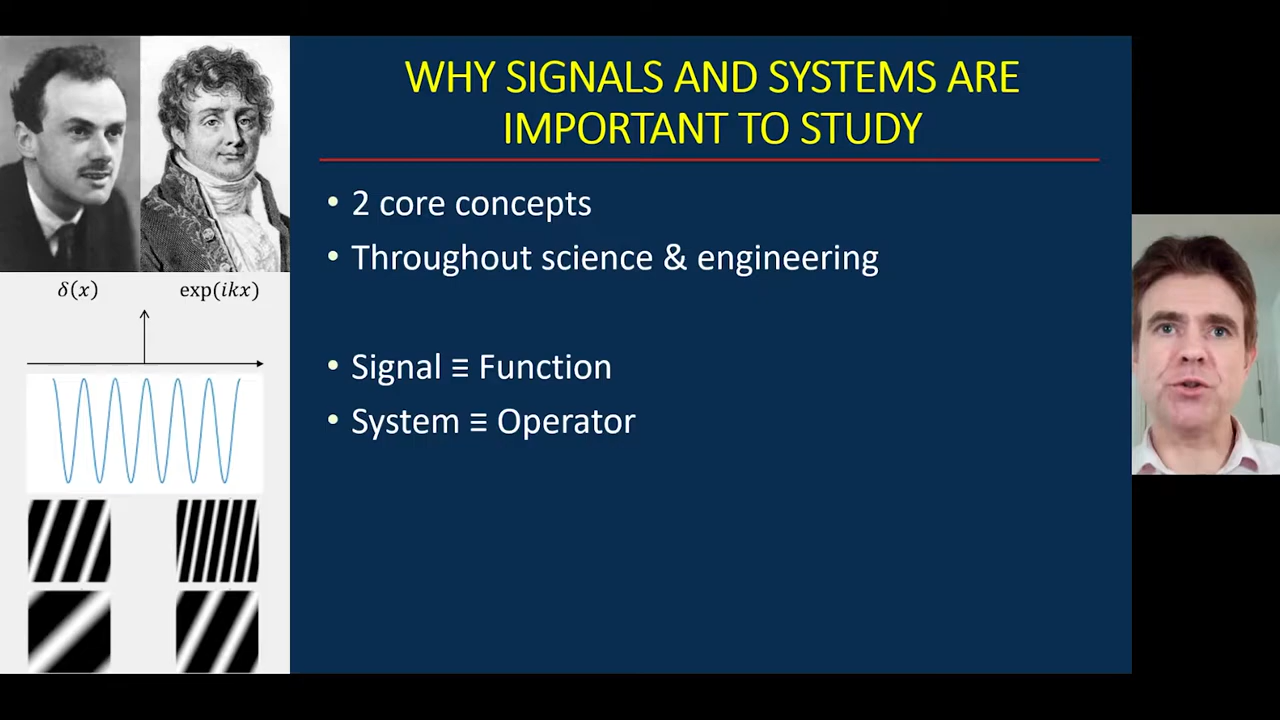 WHY SIGNALS AND SYSTEMS ARE
IMPORTANT TO STUDY
• 2 core concepts
• Throughout science & engineering
• Signal ≡ Function
• System ≡ Operator
δ(x)
exp(ikx)